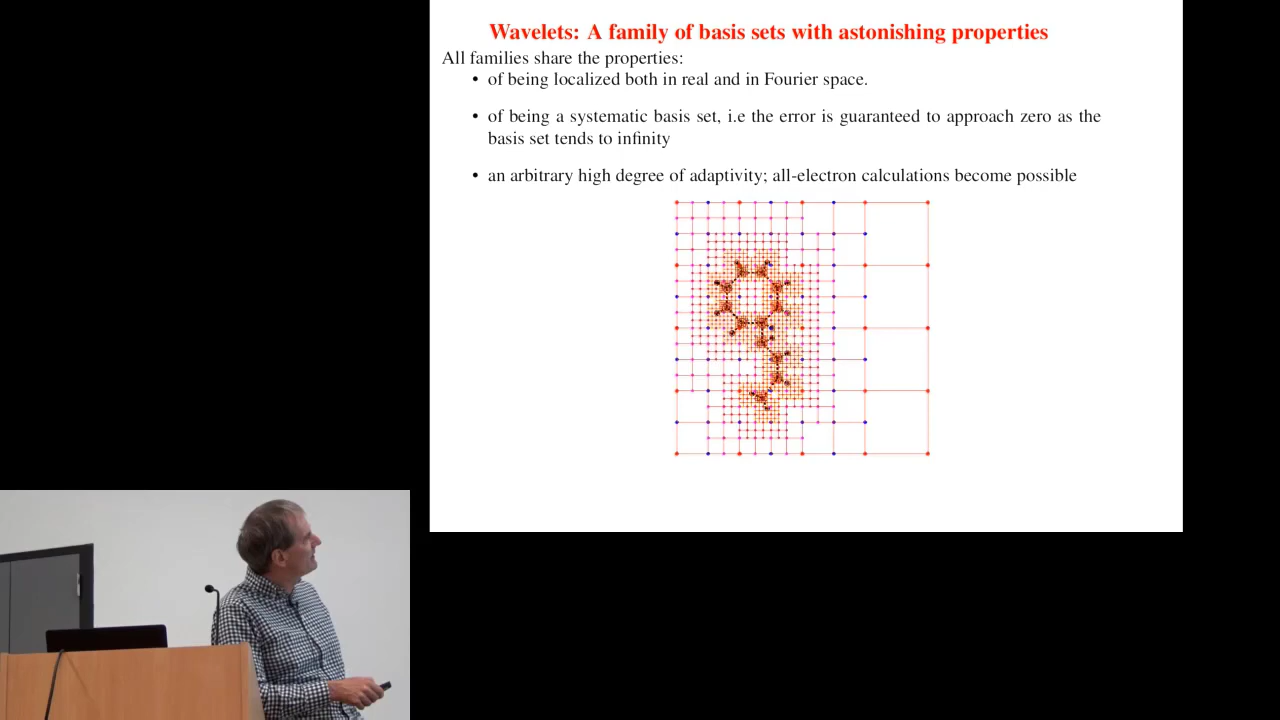 Wavelets: A family of basis sets with astonishing properties
All families share the properties:
• of being localized both in real and in Fourier space.
• of being a systematic basis set, i.e the error is guaranteed to approach zero as the
basis set tends to infinity
• an arbitrary high degree of adaptivity; all-electron calculations become possible